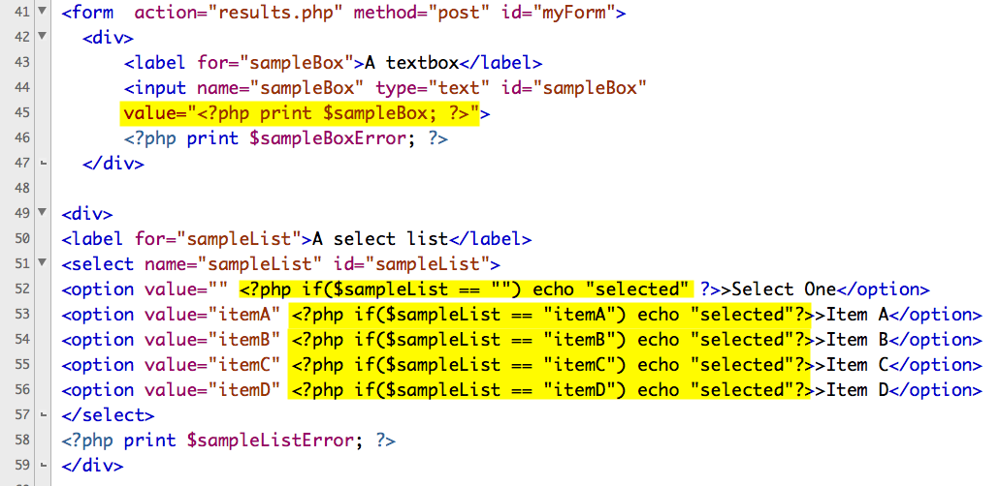 41 <form  action="results.php" method="post" id="myForm">
42 <div>
43 <label for="sampleBox">A textbox</label>
44 <input name="sampleBox" type="text" id="sampleBox"
45 value="<?php print $sampleBox; ?>">
46 <?php print $sampleBoxError; ?>
47 </div>
48
49 <div>
50 <label for="sampleList">A select list</label>
51 <select name="sampleList" id="sampleList">
52 <option value="" <?php if($sampleList == "") echo "selected" ?>>Select One</option>
53 <option value="itemA" <?php if($sampleList == "itemA") echo "selected"?>>Item A</option>
54 <option value="itemB" <?php if($sampleList == "itemB") echo "selected"?>>Item B</option>
55 <option value="itemC" <?php if($sampleList == "itemC") echo "selected"?>>Item C</option>
56 <option value="itemD" <?php if($sampleList == "itemD") echo "selected"?>>Item D</option>
57 </select>
58 <?php print $sampleListError; ?>
59 </div>